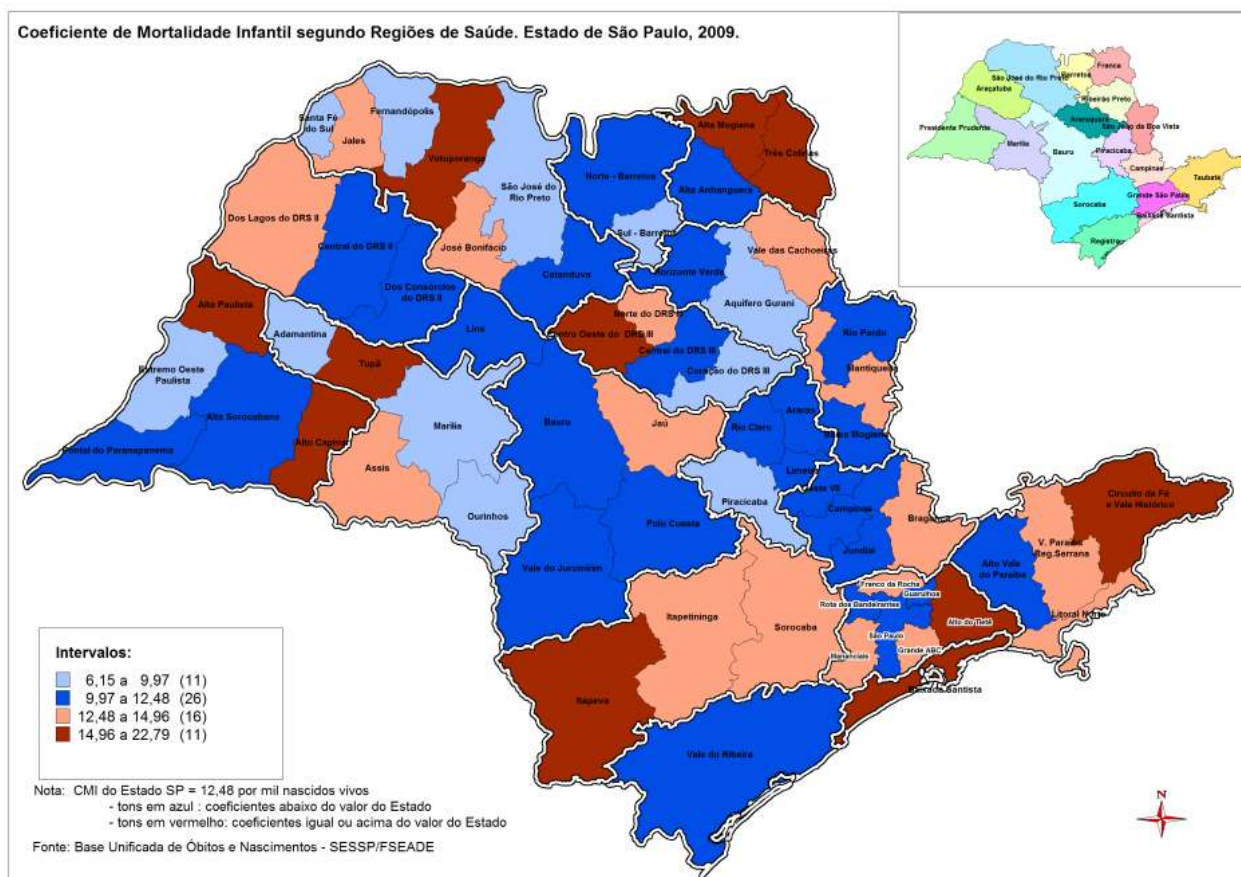 Coeficiente de Mortalidade Infantil segundo Regiões de Saúde. Estado de São Paulo, 2009.
São José do Rio Preto
Barretos
Franca
Araçatuba
Ribeirão Preto
Araraquara
São João da Boa Vista
Presidente Prudente
Marília
Bauru
Piracicaba
Campinas
Taubaté
Sorocaba
Grande São Paulo
Baixada Santista
Registro
Santa Fé
do Sul
Jales
Fernandópolis
Votuporanga
São José do
Rio Preto
Alta Mogiana
Três Colinas
Norte - Barretos
Alta Anhanguera
Dos Lagos do DRS II
Central do DRS II
José Bonifácio
Sul - Barretos
Vale das Cachoeiras
Dos Consórcios
do DRS II
Catanduva
Horizonte Verde
Aquífero Gurani
Alta Paulista
Adamantina
Lins
Centro Oeste do DRS III
Norte do DRS III
Central do DRS III
Coração do DRS III
Rio Pardo
Mantiqueira
Tupã
Extremo Oeste
Paulista
Alta Sorocabana
Marília
Bauru
Jaú
Rio Claro
Araras
Baixa Mogiana
Pontal do Paranapanema
Alto Capivari
Assis
Ourinhos
Limeira
Oeste VII
Piracicaba
Campinas
Bragança
Polo Cuesta
Jundiaí
Circuito da Fé
e Vale Histórico
V. Paraíba
Reg.Serrana
Alto Vale
do Paraíba
Vale do Jurumirim
Franco da Rocha
Guarulhos
Rota dos Bandeirantes
Litoral Norte
Itapetininga
Sorocaba
São Paulo
Alto do Tietê
Mananciais
Grande ABC
Baixada Santista
Itapeva
Vale do Ribeira
Intervalos:
6,15 a 9,97 (11)
9,97 a 12,48 (26)
12,48 a 14,96 (16)
14,96 a 22,79 (11)
Nota: CMI do Estado SP = 12,48 por mil nascidos vivos
- tons em azul : coeficientes abaixo do valor do Estado
- tons em vermelho: coeficientes igual ou acima do valor do Estado
Fonte: Base Unificada de Óbitos e Nascimentos - SESSP/FSEADE
N